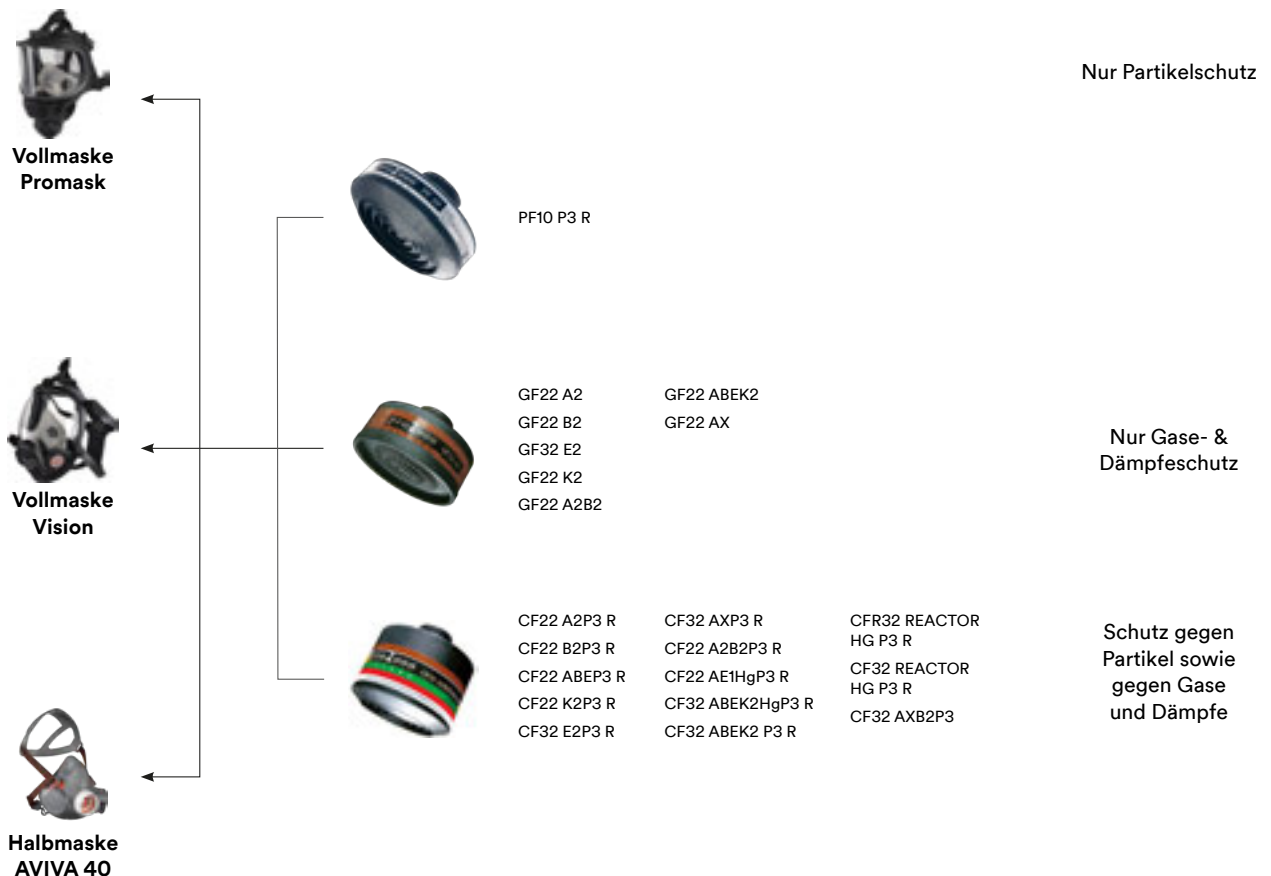 Nur Partikelschutz
Vollmaske
Promask
PF10 P3 R
Vollmaske
Vision
GF22 A2
GF22 B2
GF32 E2
GF22 K2
GF22 A2B2
GF22 ABEK2
GF22 AX
Nur Gase- &
Dämpfeschutz
CF22 A2P3 R
CF22 B2P3 R
CF22 ABEP3 R
CF22 K2P3 R
CF32 E2P3 R
CF32 AXP3 R
CF22 A2B2P3 R
CF22 AE1HgP3 R
CF32 ABEK2HgP3 R
CF32 ABEK2 P3 R
CFR32 REACTOR
HG P3 R
CF32 REACTOR
HG P3 R
CF32 AXB2P3
Schutz gegen
Partikel sowie
gegen Gase
und Dämpfe
Halbmaske
AVIVA 40